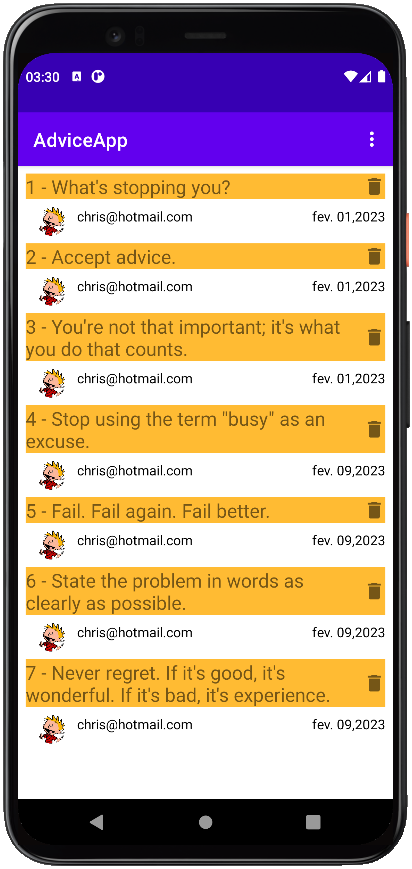 03:30
AdviceApp
1 - What's stopping you?
chris@hotmail.com fev. 01,2023
2 - Accept advice.
chris@hotmail.com fev. 01,2023
3 - You're not that important; it's what
you do that counts.
chris@hotmail.com fev. 01,2023
4 - Stop using the term "busy" as an
excuse.
chris@hotmail.com fev. 09,2023
5 - Fail. Fail again. Fail better.
chris@hotmail.com fev. 09,2023
6 - State the problem in words as
clearly as possible.
chris@hotmail.com fev. 09,2023
7 - Never regret. If it's good, it's
wonderful. If it's bad, it's experience.
chris@hotmail.com fev. 09,2023